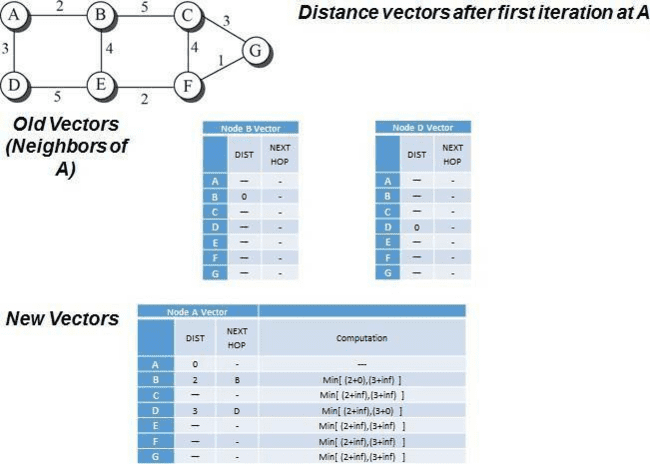 Distance vectors after first iteration at A
A 2 B 5 C 3
3 4 4 G
1
D 5 E 2 F
Old Vectors
(Neighbors of
A)
Node B Vector
DIST NEXT HOP
A — -
B 0 -
C — -
D — -
E — -
F — -
G — -
Node D Vector
DIST NEXT HOP
A — -
B — -
C — -
D 0 -
E — -
F — -
G — -
New Vectors
Node A Vector
DIST NEXT HOP Computation
A 0 - —
B 2 B Min[ (2+0),(3+inf) ]
C — - Min[ (2+inf),(3+inf) ]
D 3 D Min[ (2+inf),(3+0) ]
E — - Min[ (2+inf),(3+inf) ]
F — - Min[ (2+inf),(3+inf) ]
G — - Min[ (2+inf),(3+inf) ]